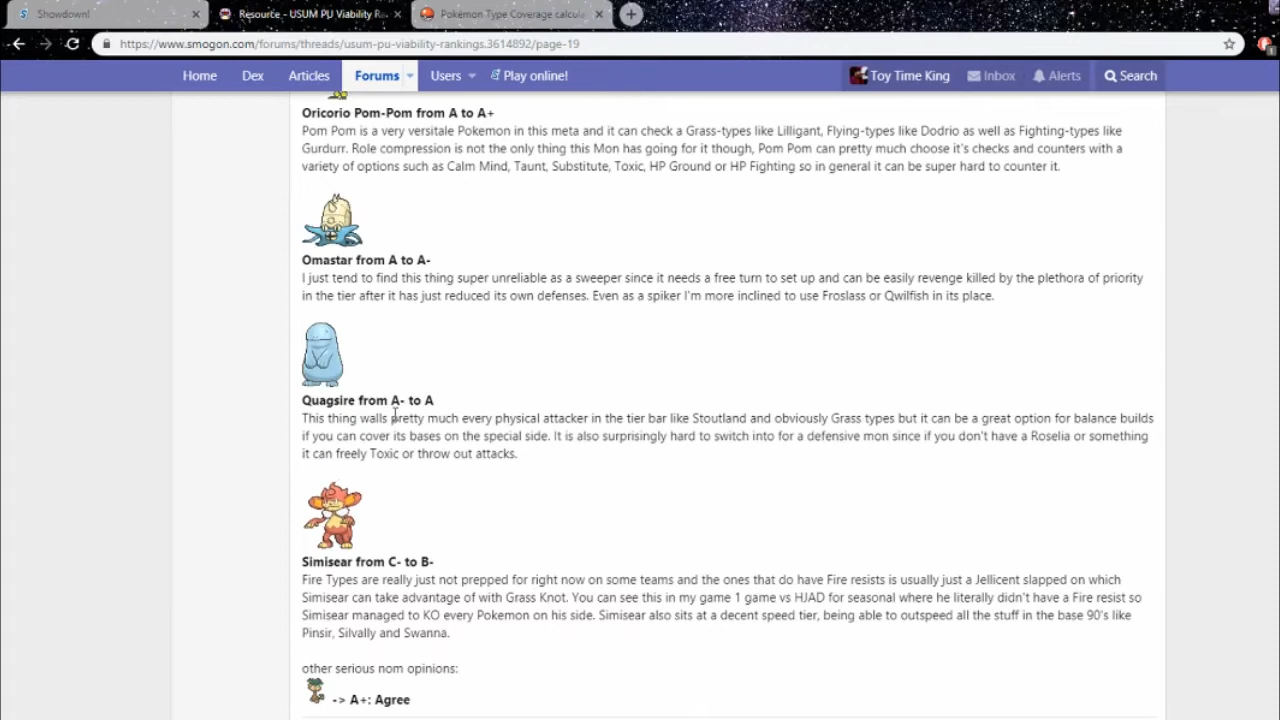 Showdown!
Resource - USUM PU Viability Ra
Pokemon Type Coverage calcula
https://www.smogon.com/forums/threads/usum-pu-viability-rankings.3614892/page-19
Home Dex Articles Forums Users Play online! Toy Time King Inbox Alerts Search
Oricorio Pom-Pom from A to A+
Pom Pom is a very versitale Pokemon in this meta and it can check a Grass-types like Lilligant, Flying-types like Dodrio as well as Fighting-types like
Gurdurr. Role compression is not the only thing this Mon has going for it though, Pom Pom can pretty much choose it's checks and counters with a
variety of options such as Calm Mind, Taunt, Substitute, Toxic, HP Ground or HP Fighting so in general it can be super hard to counter it.
Omastar from A to A-
I just tend to find this thing super unreliable as a sweeper since it needs a free turn to set up and can be easily revenge killed by the plethora of priority
in the tier after it has just reduced its own defenses. Even as a spiker I'm more inclined to use Froslass or Qwilfish in its place.
Quagsire from A- to A
This thing walls pretty much every physical attacker in the tier bar like Stoutland and obviously Grass types but it can be a great option for balance builds
if you can cover its bases on the special side. It is also surprisingly hard to switch into for a defensive mon since if you don't have a Roselia or something
it can freely Toxic or throw out attacks.
Simisear from C- to B-
Fire Types are really just not prepped for right now on some teams and the ones that do have Fire resists is usually just a Jellicent slapped on which
Simisear can take advantage of with Grass Knot. You can see this in my game 1 game vs HJAD for seasonal where he literally didn't have a Fire resist so
Simisear managed to KO every Pokemon on his side. Simisear also sits at a decent speed tier, being able to outspeed all the stuff in the base 90's like
Pinsir, Silvally and Swanna.
other serious nom opinions:
-> A+: Agree